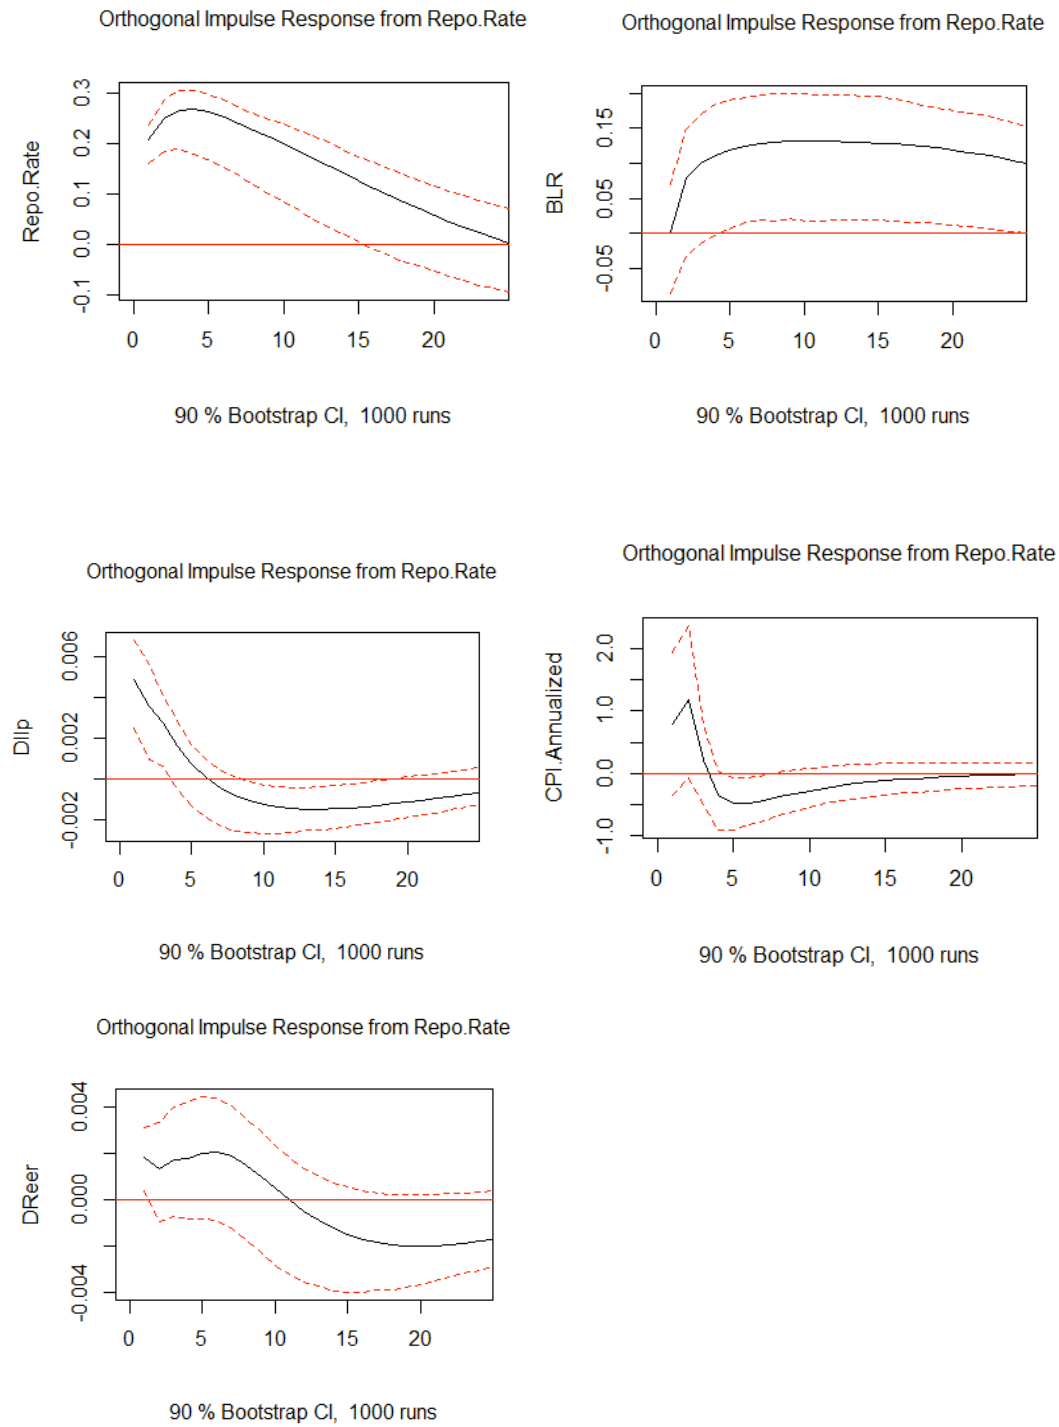 Orthogonal Impulse Response from Repo.Rate
Repo.Rate
0.3
0.2
0.1
0.0
-0.1
0 5 10 15 20
90 % Bootstrap CI, 1000 runs
Orthogonal Impulse Response from Repo.Rate
BLR
0.15
0.05
-0.05
0 5 10 15 20
90 % Bootstrap CI, 1000 runs
Orthogonal Impulse Response from Repo.Rate
DIIp
0.006
0.002
-0.002
0 5 10 15 20
90 % Bootstrap CI, 1000 runs
Orthogonal Impulse Response from Repo.Rate
CPI.Annualized
2.0
1.0
0.0
-1.0
0 5 10 15 20
90 % Bootstrap CI, 1000 runs
Orthogonal Impulse Response from Repo.Rate
DReer
0.004
0.000
-0.004
0 5 10 15 20
90 % Bootstrap CI, 1000 runs